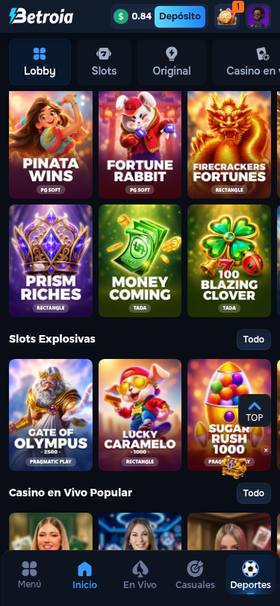 Betroia
$ 0.84 Depósito
1
Lobby
Slots
Original
Casino en
PINATA
WINS
PG SOFT
FORTUNE
RABBIT
PG SOFT
FIRECRACKERS
FORTUNES
RECTANGLE
PRISM
RICHES
RECTANGLE
MONEY
COMING
TADA
100
BLAZING
CLOVER
TADA
Slots Explosivas
Todo
GATE OF
OLYMPUS
2500
PRAGMATIC PLAY
LUCKY
CARAMELO
RECTANGLE
SUGAR
RUSH
1000
TOP
Casino en Vivo Popular
Todo
Menú
Inicio
En Vivo
Casuales
Deportes